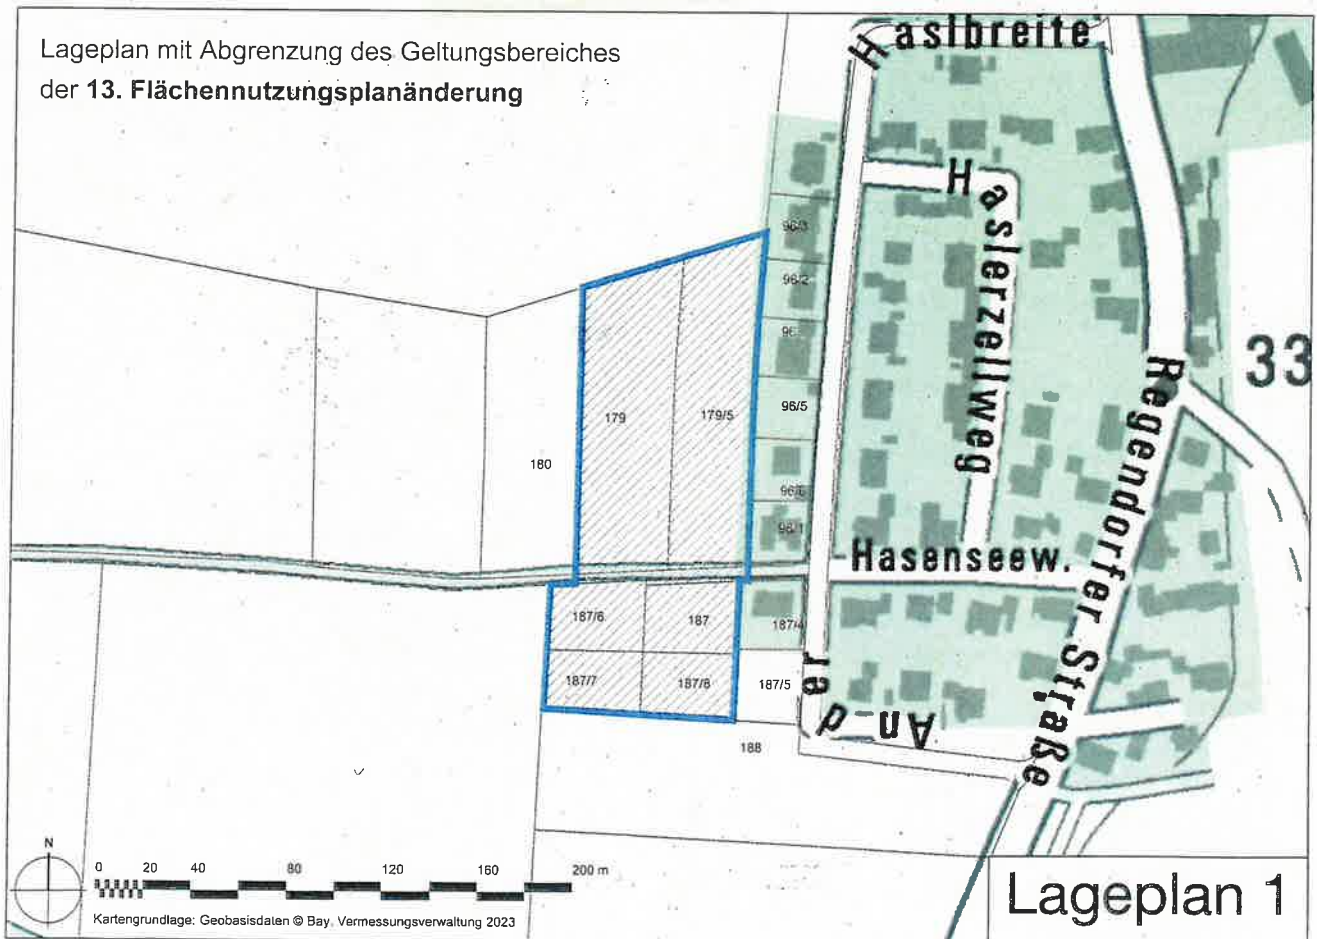 Lageplan mit Abgrenzung des Geltungsbereiches
der 13. Flächennutzungsplanänderung
Haslbreite
Haslerzellweg
96/3
96/2
96/5
96/6
96/1
33
179
179/5
180
Regendorfer Straße
Hasenseew.
187/6
187
187/4
187/7
187/8
187/5
An der
188
N
0 20 40 80 120 160 200 m
Kartengrundlage: Geobasisdaten © Bay. Vermessungsverwaltung 2023
Lageplan 1